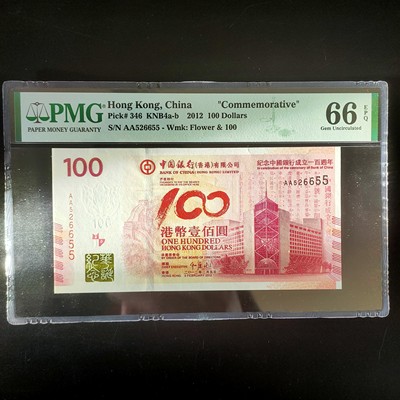 PMG
PAPER MONEY GUARANTY
Hong Kong, China "Commemorative"
Pick# 346 KNB4a-b 2012 100 Dollars
S/N AA526655 - Wmk: Flower & 100
66 EPQ
Gem Uncirculated
100
中國銀行(香港)有限公司
BANK OF CHINA (HONG KONG) LIMITED
紀念中國銀行成立一百週年
In celebration of the centenary of Bank of China
AA526655
AA526655
100
港幣壹佰圓
ONE HUNDRED
HONG KONG DOLLARS